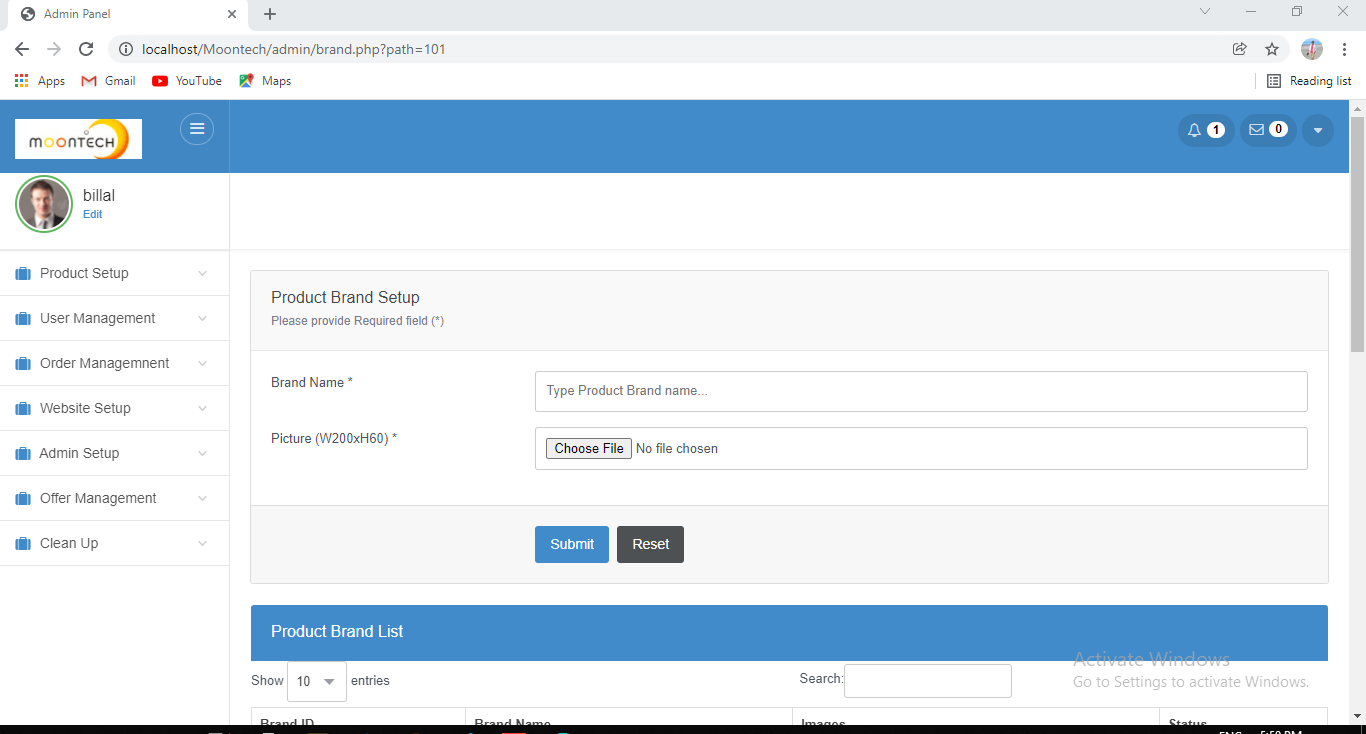 Admin Panel
localhost/Moontech/admin/brand.php?path=101
Apps Gmail YouTube Maps Reading list
MOONTECH
1 0
billal
Edit
Product Setup
User Management
Order Managemnent
Website Setup
Admin Setup
Offer Management
Clean Up
Product Brand Setup
Please provide Required field (*)
Brand Name *
Type Product Brand name...
Picture (W200xH60) *
Choose File No file chosen
Submit Reset
Product Brand List
Show 10 entries Search:
Activate Windows
Go to Settings to activate Windows.
Brand ID Brand Name Images Status
ENG 5:50 PM